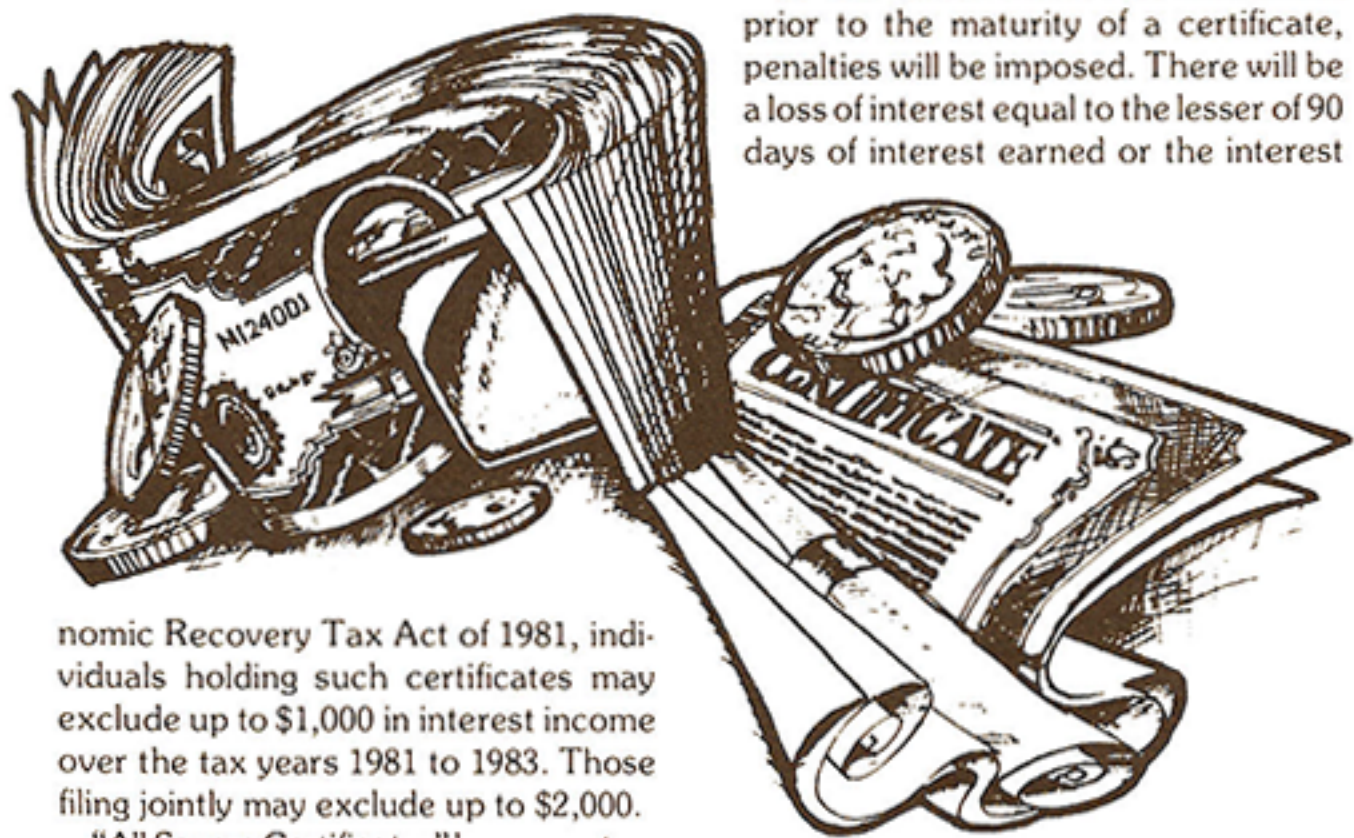 nomic Recovery Tax Act of 1981, indi-
viduals holding such certificates may
exclude up to $1,000 in interest income
over the tax years 1981 to 1983. Those
filing jointly may exclude up to $2,000.
"All
prior to the maturity of a certificate,
penalties will be imposed. There will be
a loss of interest equal to the lesser of 90
days of interest earned or the interest
CERTIFICATE